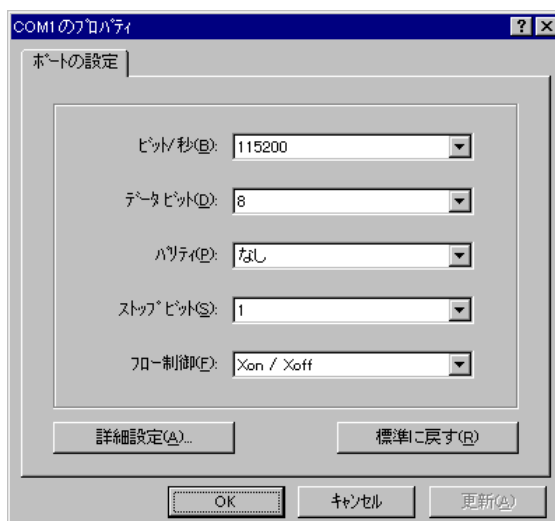 COM1のﾌﾟﾛﾊﾟﾃｨ
ﾎﾟｰﾄの設定
ﾋﾞｯﾄ/秒(B): 115200
ﾃﾞｰﾀ ﾋﾞｯﾄ(D): 8
ﾊﾟﾘﾃｨ(P): なし
ｽﾄｯﾌﾟ ﾋﾞｯﾄ(S): 1
ﾌﾛｰ制御(F): Xon / Xoff
詳細設定(A)... 標準に戻す(R)
OK ｷｬﾝｾﾙ 更新(A)